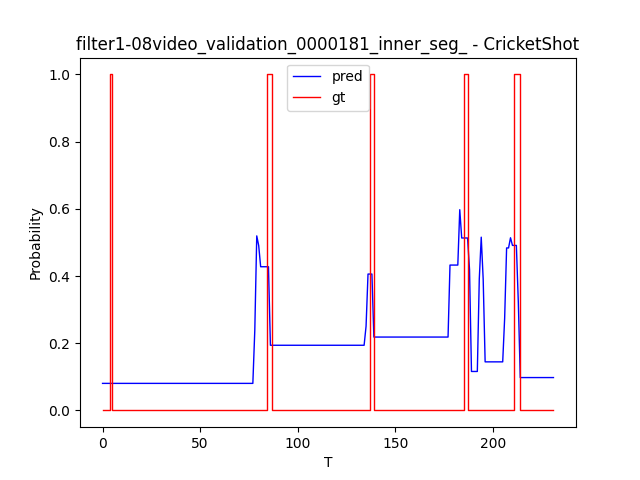 filter1-08video_validation_0000181_inner_seg_ - CricketShot
pred
gt
1.0
0.8
0.6
0.4
0.2
0.0
Probability
0
50
100
150
200
T